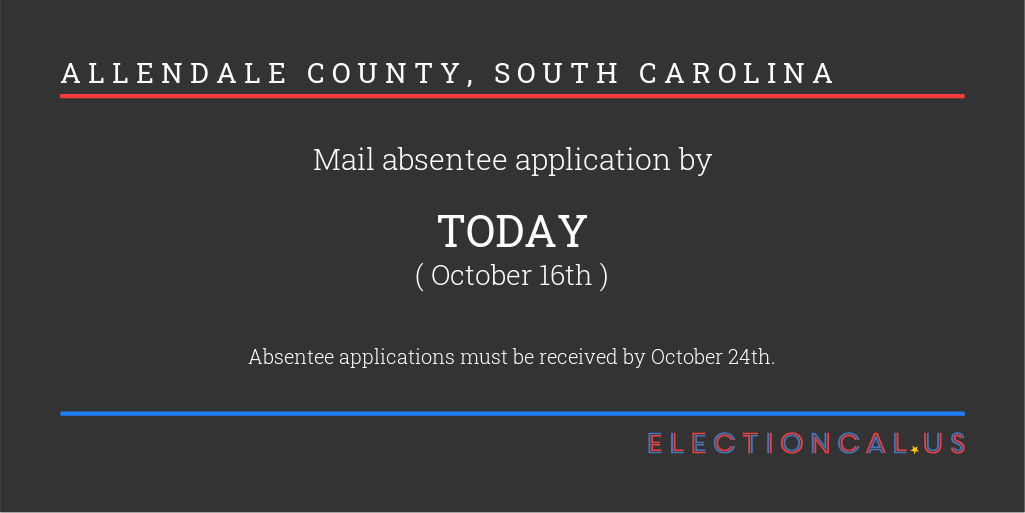 ALLENDALE COUNTY, SOUTH CAROLINA
Mail absentee application by
TODAY
( October 16th )
Absentee applications must be received by October 24th.
ELECTIONCAL.US